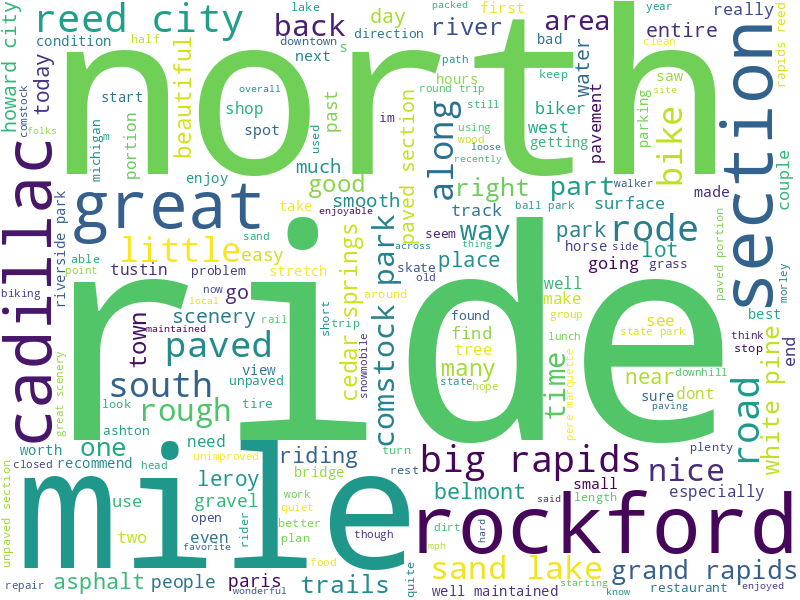 north
ride
mile
great
rockford
cadillac
section
reed city
back
day
river
area
first
direction
lake
packed
year
entire
really
clean
rapids reed
howard city
today
condition
half
downtown
next
s
path
bad
keep
water
saw
site
comstock
folks
start
beautiful
shop
spot
overall
hours
round trip
still
biker
west
getting
pavement
parking
bike
couple
michigan
m
portion
used
past
im
paved section
along
using
wood
loose
recently
enjoy
much
good
smooth
right
part
walker
made
surface
riverside park
little
easy
take
enjoyable
sand
track
ball park
way
park
rode
lot
able
point
tustin
problem
stretch
comstock park
across
seem
thing
horse
side
going
grass
paved portion
morley
biking
now
go
cedar springs
skate
old
place
well
scenery
local
rail
around
found
make
group
see
state park
best
town
maintained
short
trip
snowmobile
find
tree
many
time
lunch
think
stop
end
paved
view
unpaved
south
look
tire
state
hope
near
dont
downhill
pere marquette
sure
paving
road
white pine
great scenery
ashton
rough
worth
one
need
riding
turn
big rapids
nice
plenty
closed
recommend
head
unimproved
bridge
rest
small
especially
unpaved section
leroy
gravel
belmont
length
said
use
open
even
rider
work
quiet
better
plan
though
dirt
hard
mph
two
favorite
food
sand lake
grand rapids
repair
asphalt
people
paris
wonderful
trails
quite
well maintained
starting
know
restaurant
enjoyed